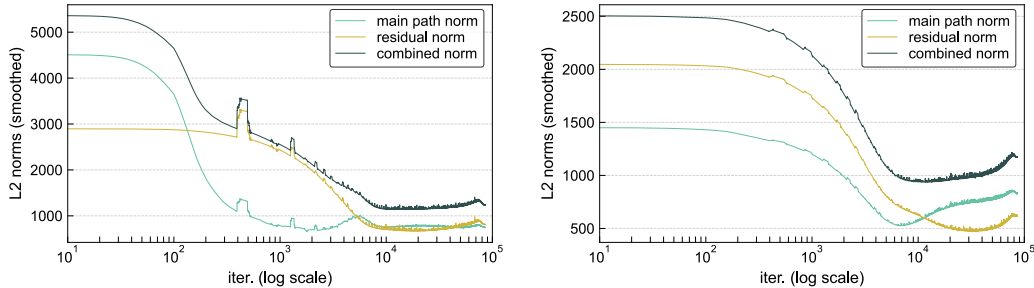 L2 norms (smoothed)
5000
4000
3000
2000
1000
main path norm
residual norm
combined norm
10^1
10^2
10^3
10^4
10^5
iter. (log scale)
L2 norms (smoothed)
2500
2000
1500
1000
500
main path norm
residual norm
combined norm
10^1
10^2
10^3
10^4
10^5
iter. (log scale)